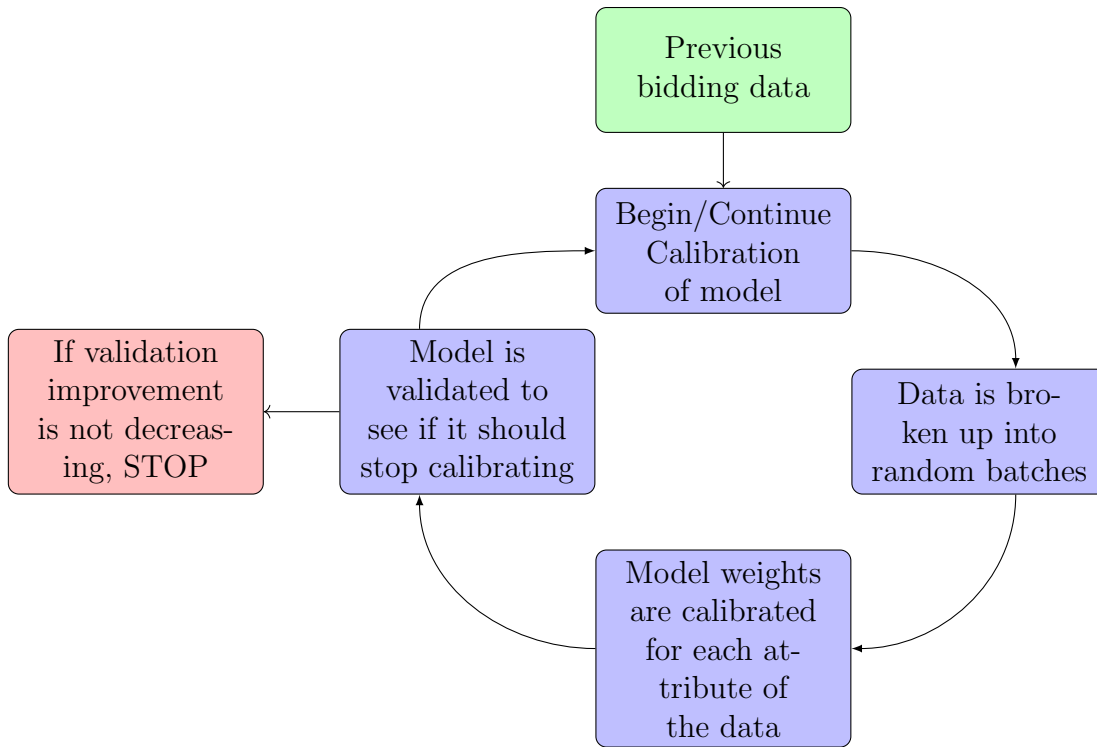 Previous
bidding data
Begin/Continue
Calibration
of model
Data is bro-
ken up into
random batches
Model weights
are calibrated
for each at-
tribute of
the data
Model is
validated to
see if it should
stop calibrating
If validation
improvement
is not decreas-
ing, STOP